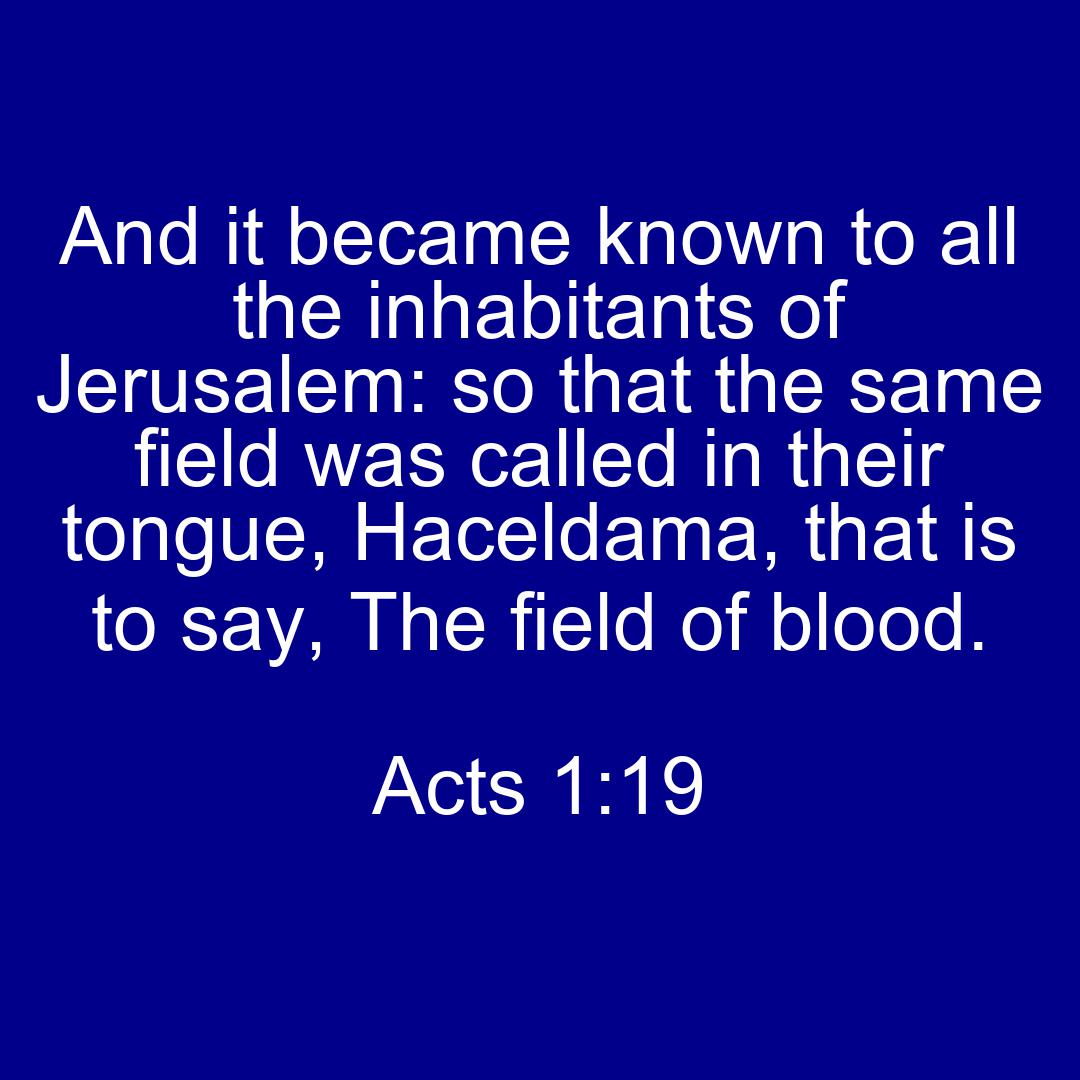 And it became known to all
the inhabitants of
Jerusalem: so that the same
field was called in their
tongue, Haceldama, that is
to say, The field of blood.
Acts 1:19